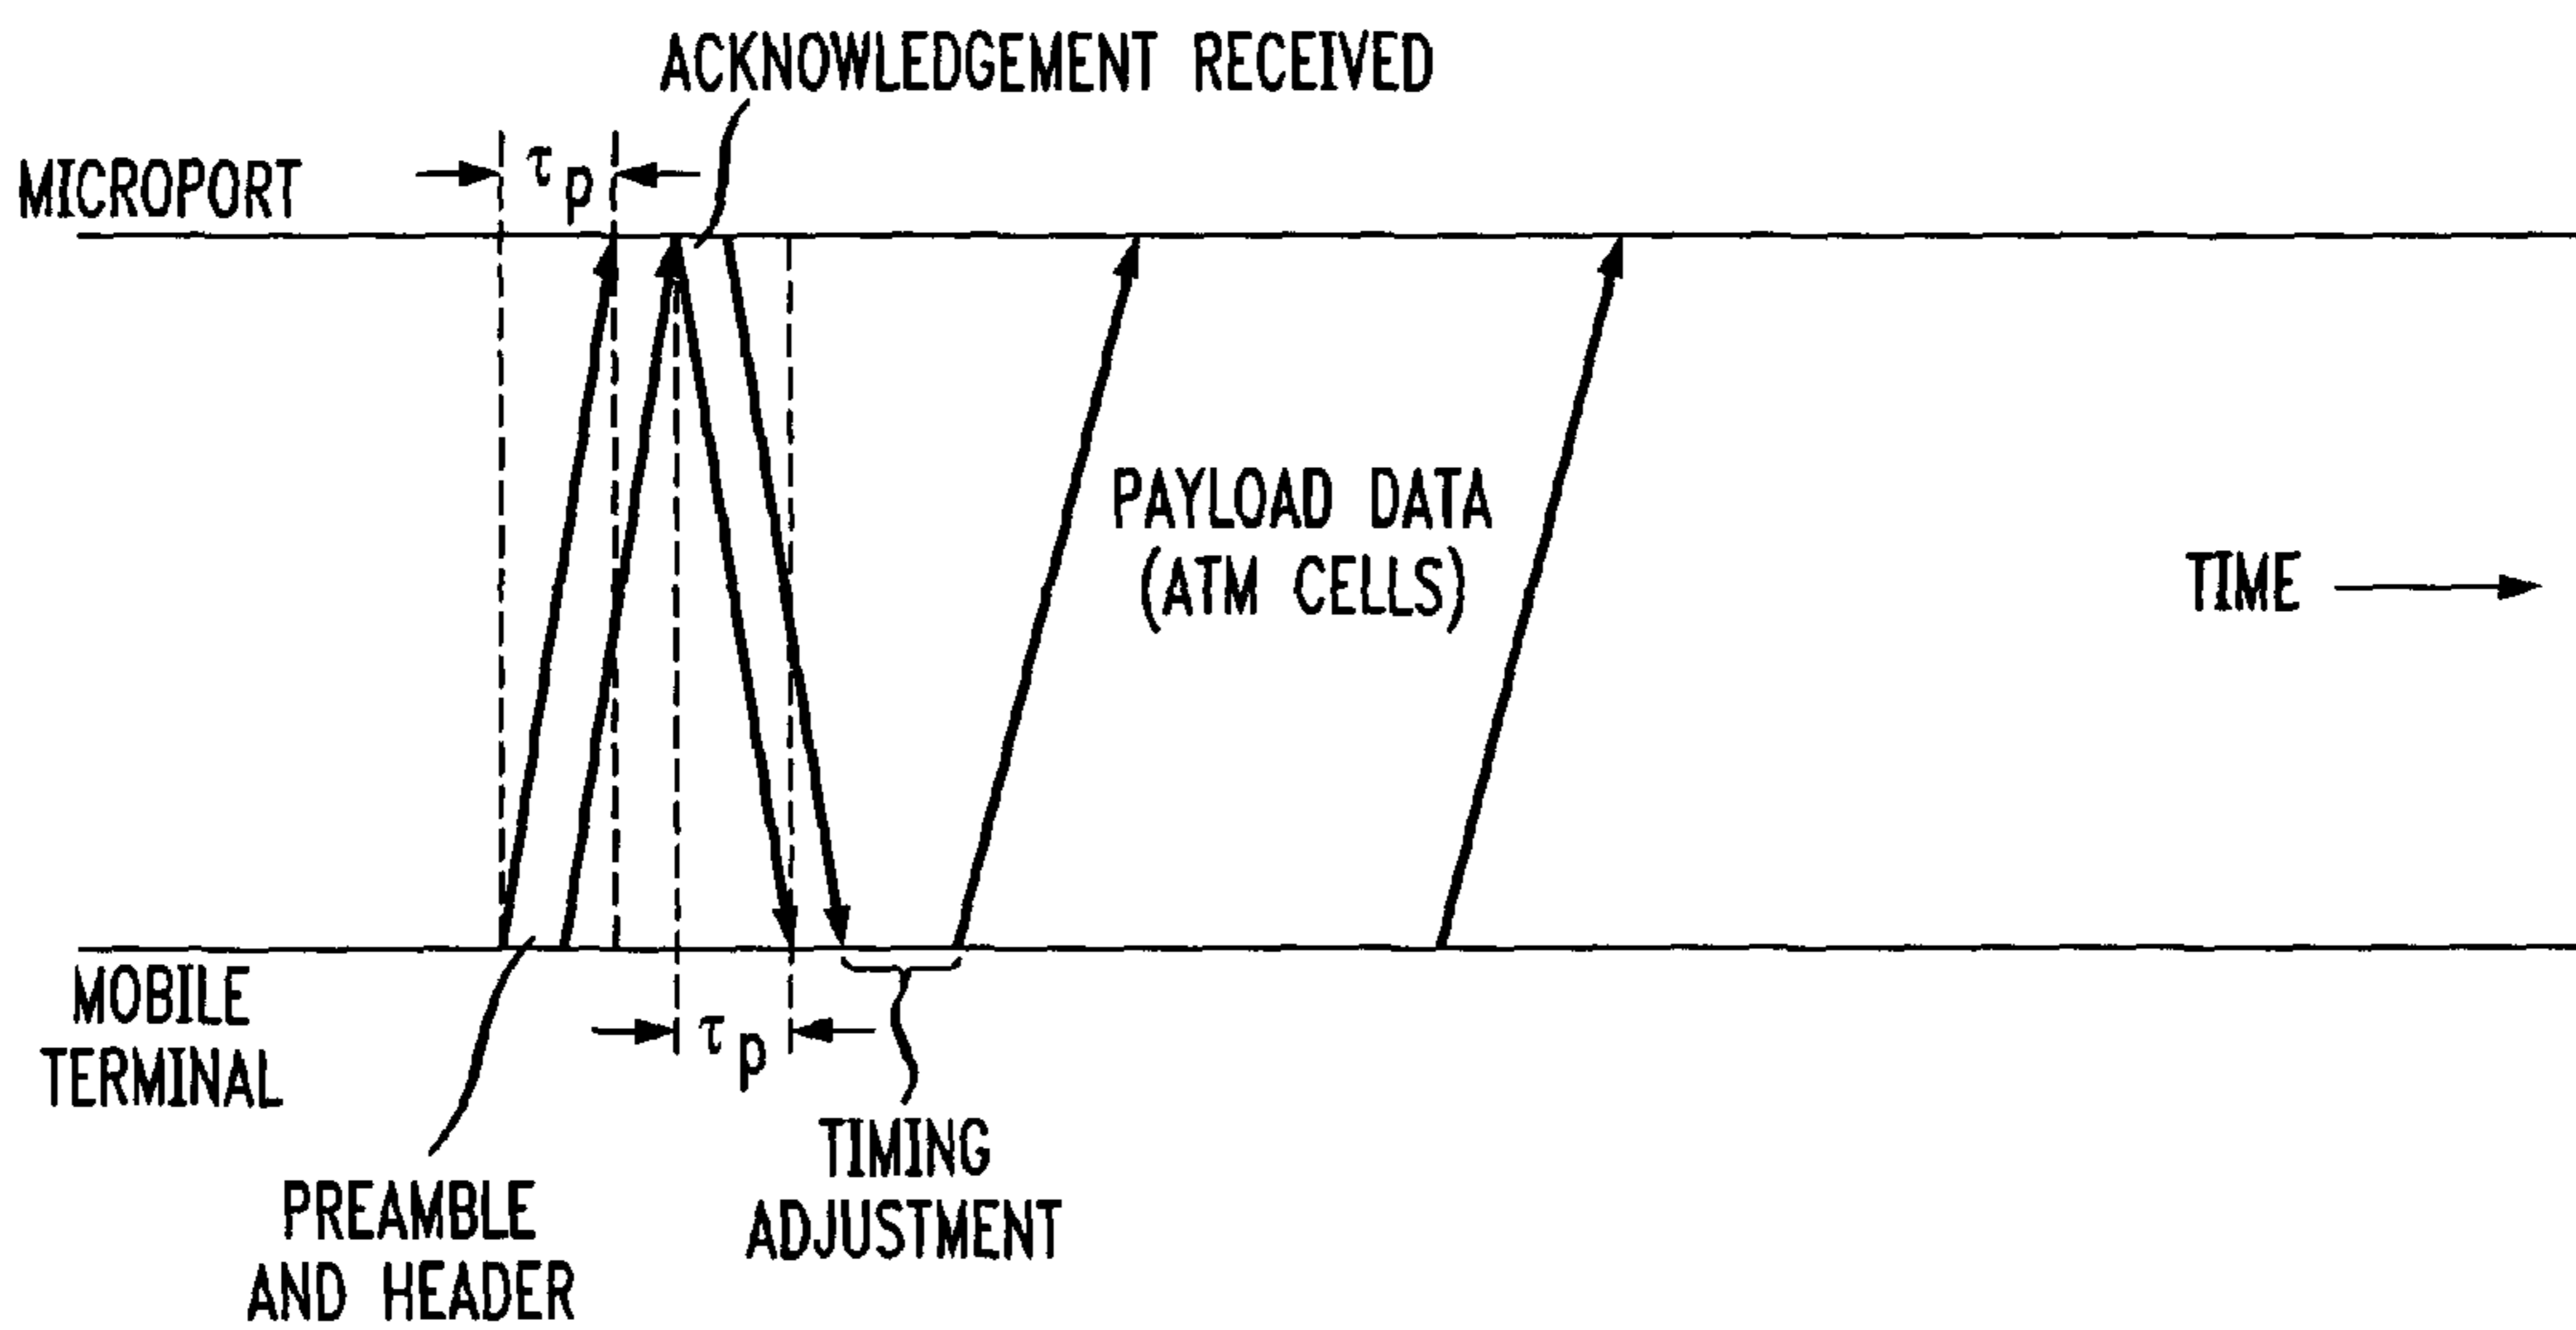 ACKNOWLEDGEMENT RECEIVED
MICROPORT
τp
PAYLOAD DATA
(ATM CELLS)
TIME
MOBILE
TERMINAL
τp
TIMING
ADJUSTMENT
PREAMBLE
AND HEADER